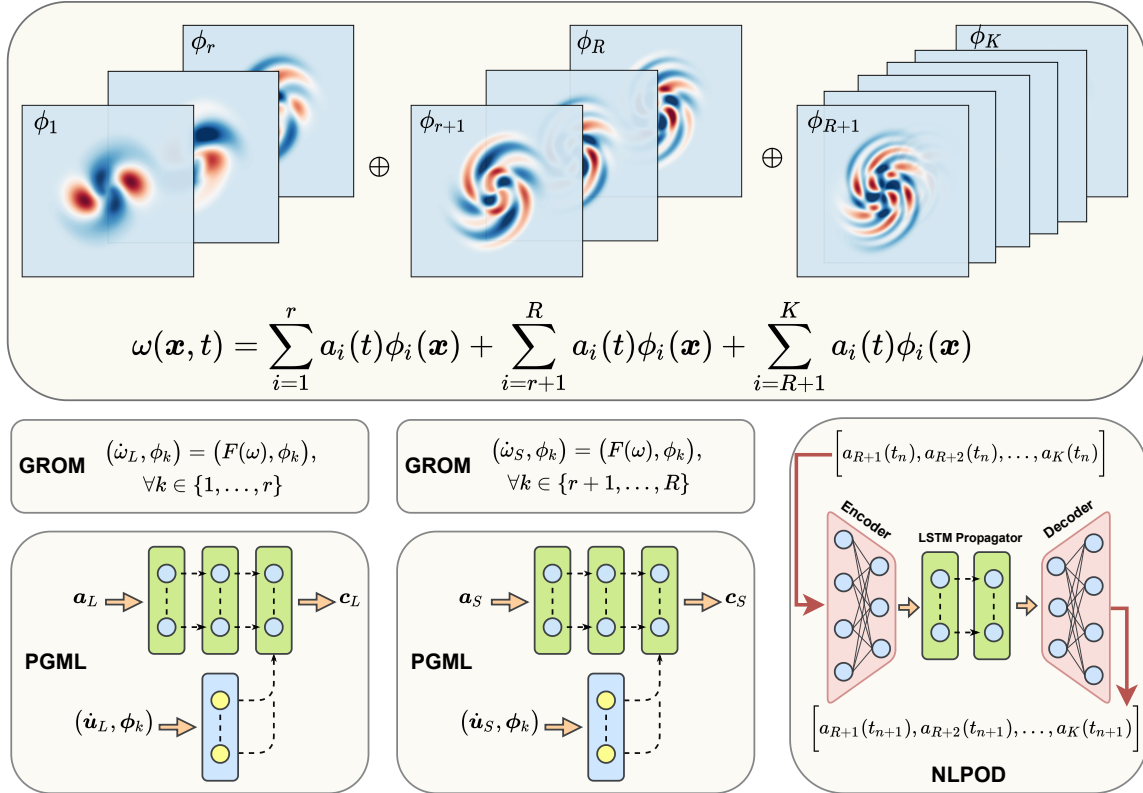 ϕ_1
ϕ_r
⊕
ϕ_{r+1}
ϕ_R
⊕
ϕ_{R+1}
ϕ_K
ω(𝒙, t) = ∑_{i=1}^{r} a_i(t)ϕ_i(𝒙) + ∑_{i=r+1}^{R} a_i(t)ϕ_i(𝒙) + ∑_{i=R+1}^{K} a_i(t)ϕ_i(𝒙)
GROM
(ω̇_L, ϕ_k) = (F(ω), ϕ_k),
∀k ∈ {1, . . . , r}
PGML
𝒂_L
𝒄_L
(𝒖̇_L, ϕ_k)
GROM
(ω̇_S, ϕ_k) = (F(ω), ϕ_k),
∀k ∈ {r + 1, . . . , R}
PGML
𝒂_S
𝒄_S
(𝒖̇_S, ϕ_k)
[a_{R+1}(t_n), a_{R+2}(t_n), . . . , a_K(t_n)]
Encoder
LSTM Propagator
Decoder
[a_{R+1}(t_{n+1}), a_{R+2}(t_{n+1}), . . . , a_K(t_{n+1})]
NLPOD